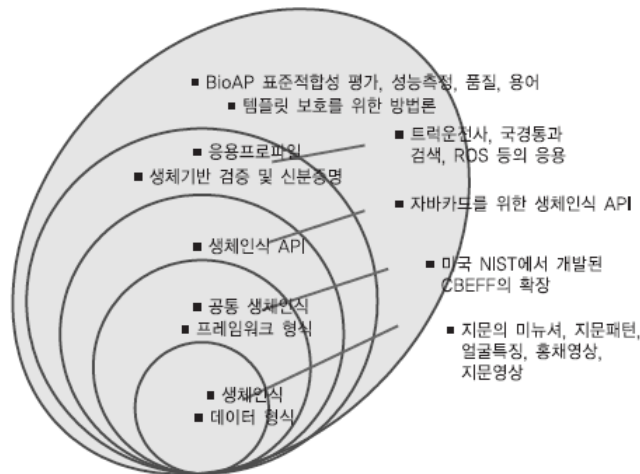 ■ BioAP 표준적합성 평가, 성능측정, 품질, 용어
■ 템플릿 보호를 위한 방법론
■ 응용프로파일
■ 생체기반 검증 및 신분증명
■ 트럭운전사, 국경통과
검색, ROS 등의 응용
■ 자바카드를 위한 생체인식 API
■ 생체인식 API
■ 미국 NIST에서 개발된
CBEFF의 확장
■ 공통 생체인식
■ 프레임워크 형식
■ 지문의 미뉴셔, 지문패턴,
얼굴특징, 홍채영상,
지문영상
■ 생체인식
■ 데이터 형식